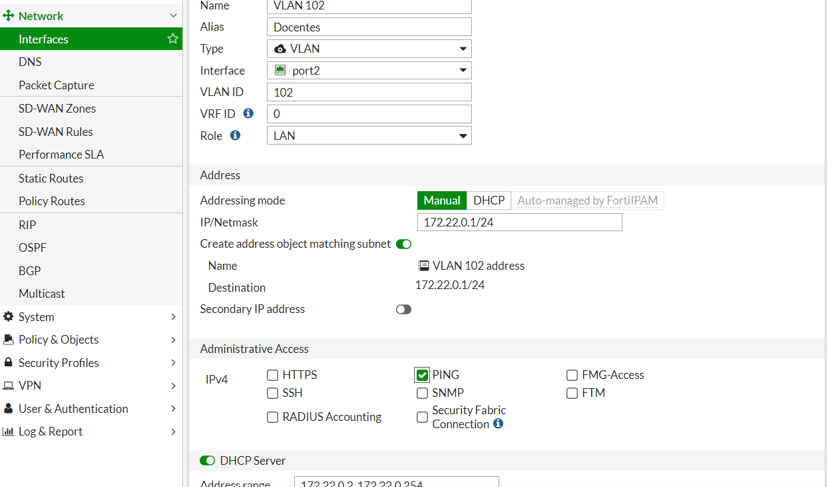 Network
Interfaces
DNS
Packet Capture
SD-WAN Zones
SD-WAN Rules
Performance SLA
Static Routes
Policy Routes
RIP
OSPF
BGP
Multicast
System
Policy & Objects
Security Profiles
VPN
User & Authentication
Log & Report
Name VLAN 102
Alias Docentes
Type VLAN
Interface port2
VLAN ID 102
VRF ID 0
Role LAN
Address
Addressing mode Manual DHCP Auto-managed by FortiIPAM
IP/Netmask 172.22.0.1/24
Create address object matching subnet
Name VLAN 102 address
Destination 172.22.0.1/24
Secondary IP address
Administrative Access
IPv4 HTTPS PING FMG-Access
SSH SNMP FTM
RADIUS Accounting Security Fabric
Connection
DHCP Server
Address range 172.22.0.2-172.22.0.254